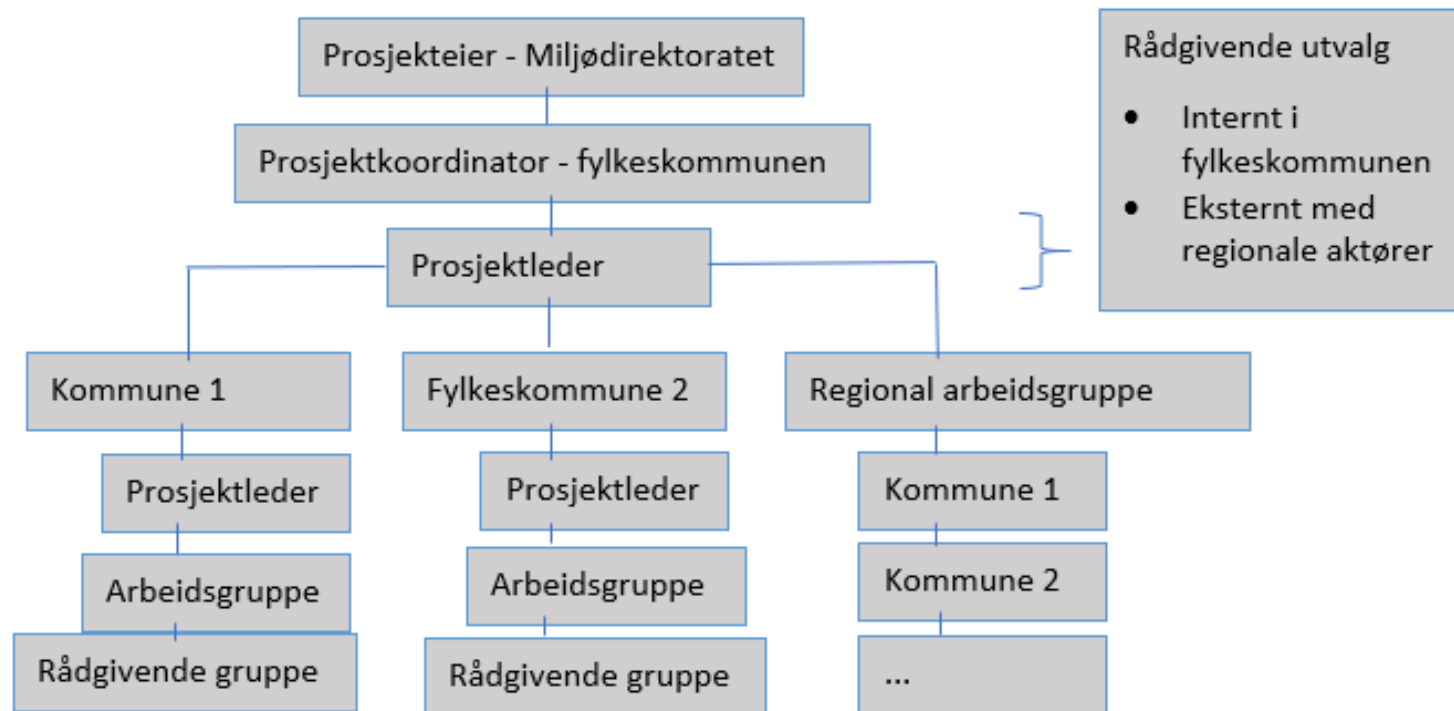 Prosjekteier - Miljødirektoratet
Prosjektkoordinator - fylkeskommunen
Prosjektleder
Rådgivende utvalg
• Internt i
fylkeskommunen
• Eksternt med
regionale aktører
Kommune 1
Fylkeskommune 2
Regional arbeidsgruppe
Prosjektleder
Prosjektleder
Kommune 1
Arbeidsgruppe
Arbeidsgruppe
Kommune 2
Rådgivende gruppe
Rådgivende gruppe
...